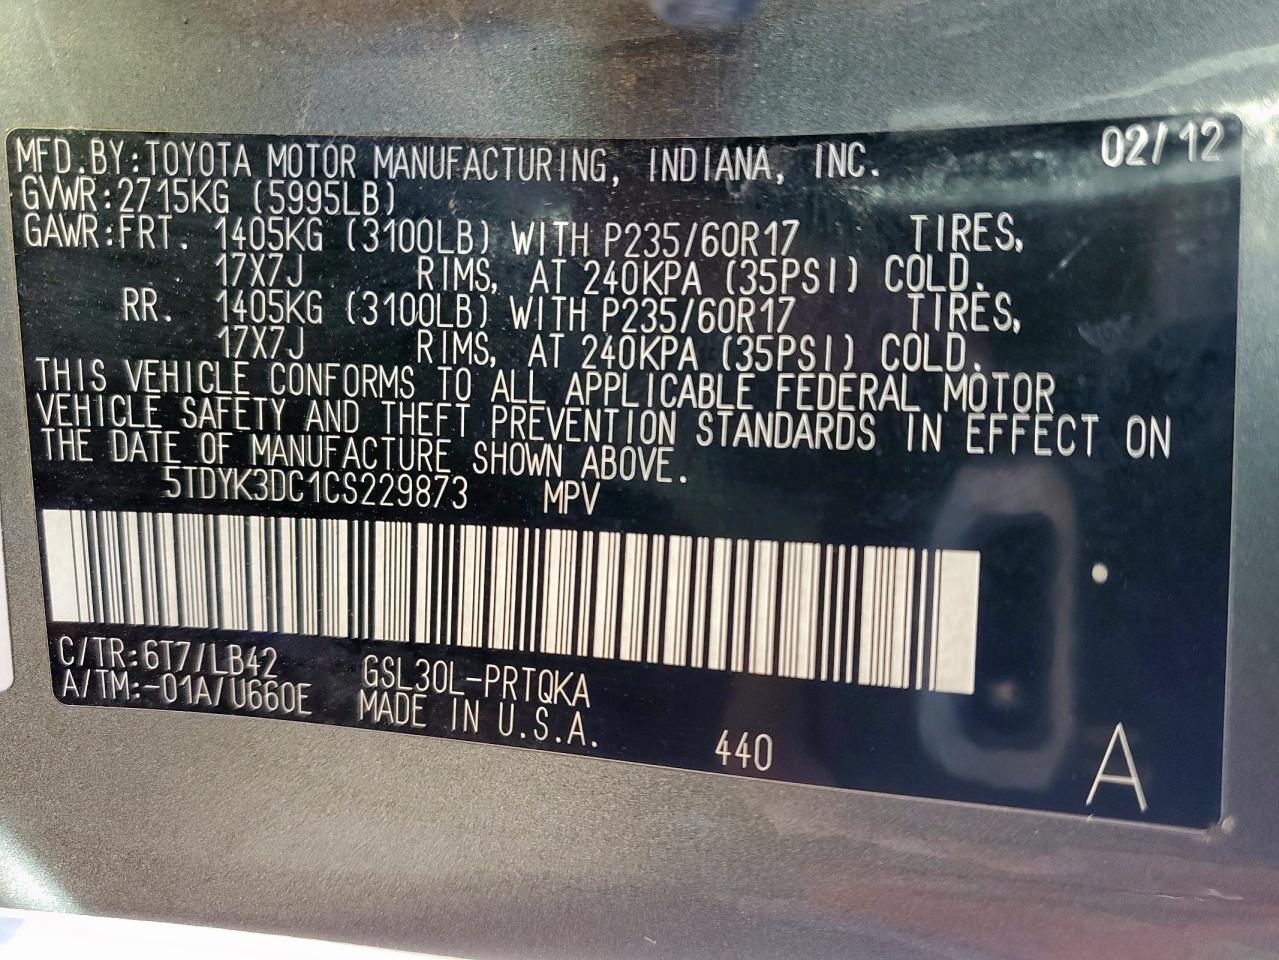 MFD.BY:TOYOTA MOTOR MANUFACTURING, INDIANA, INC. 02/12
GVWR:2715KG (5995LB)
GAWR:FRT. 1405KG (3100LB) WITH P235/60R17 TIRES,
17X7J RIMS, AT 240KPA (35PSI) COLD.
RR. 1405KG (3100LB) WITH P235/60R17 TIRES,
17X7J RIMS, AT 240KPA (35PSI) COLD.
THIS VEHICLE CONFORMS TO ALL APPLICABLE FEDERAL MOTOR
VEHICLE SAFETY AND THEFT PREVENTION STANDARDS IN EFFECT ON
THE DATE OF MANUFACTURE SHOWN ABOVE.
5TDYK3DC1CS229873 MPV
C/TR:6T7/LB42 GSL30L-PRTQKA
A/TM:-01A/U660E MADE IN U.S.A.
440
A